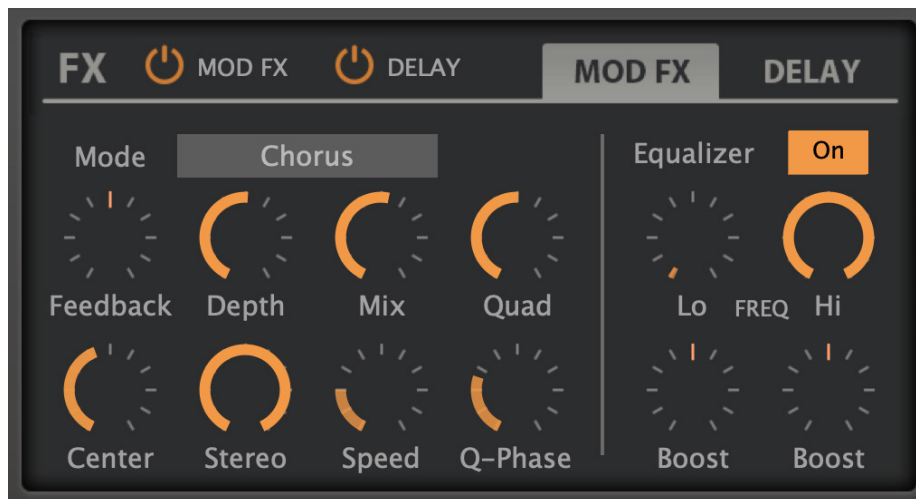 FX MOD FX DELAY MOD FX DELAY
Mode Chorus Equalizer On
Feedback Depth Mix Quad Lo FREQ Hi
Center Stereo Speed Q-Phase Boost Boost